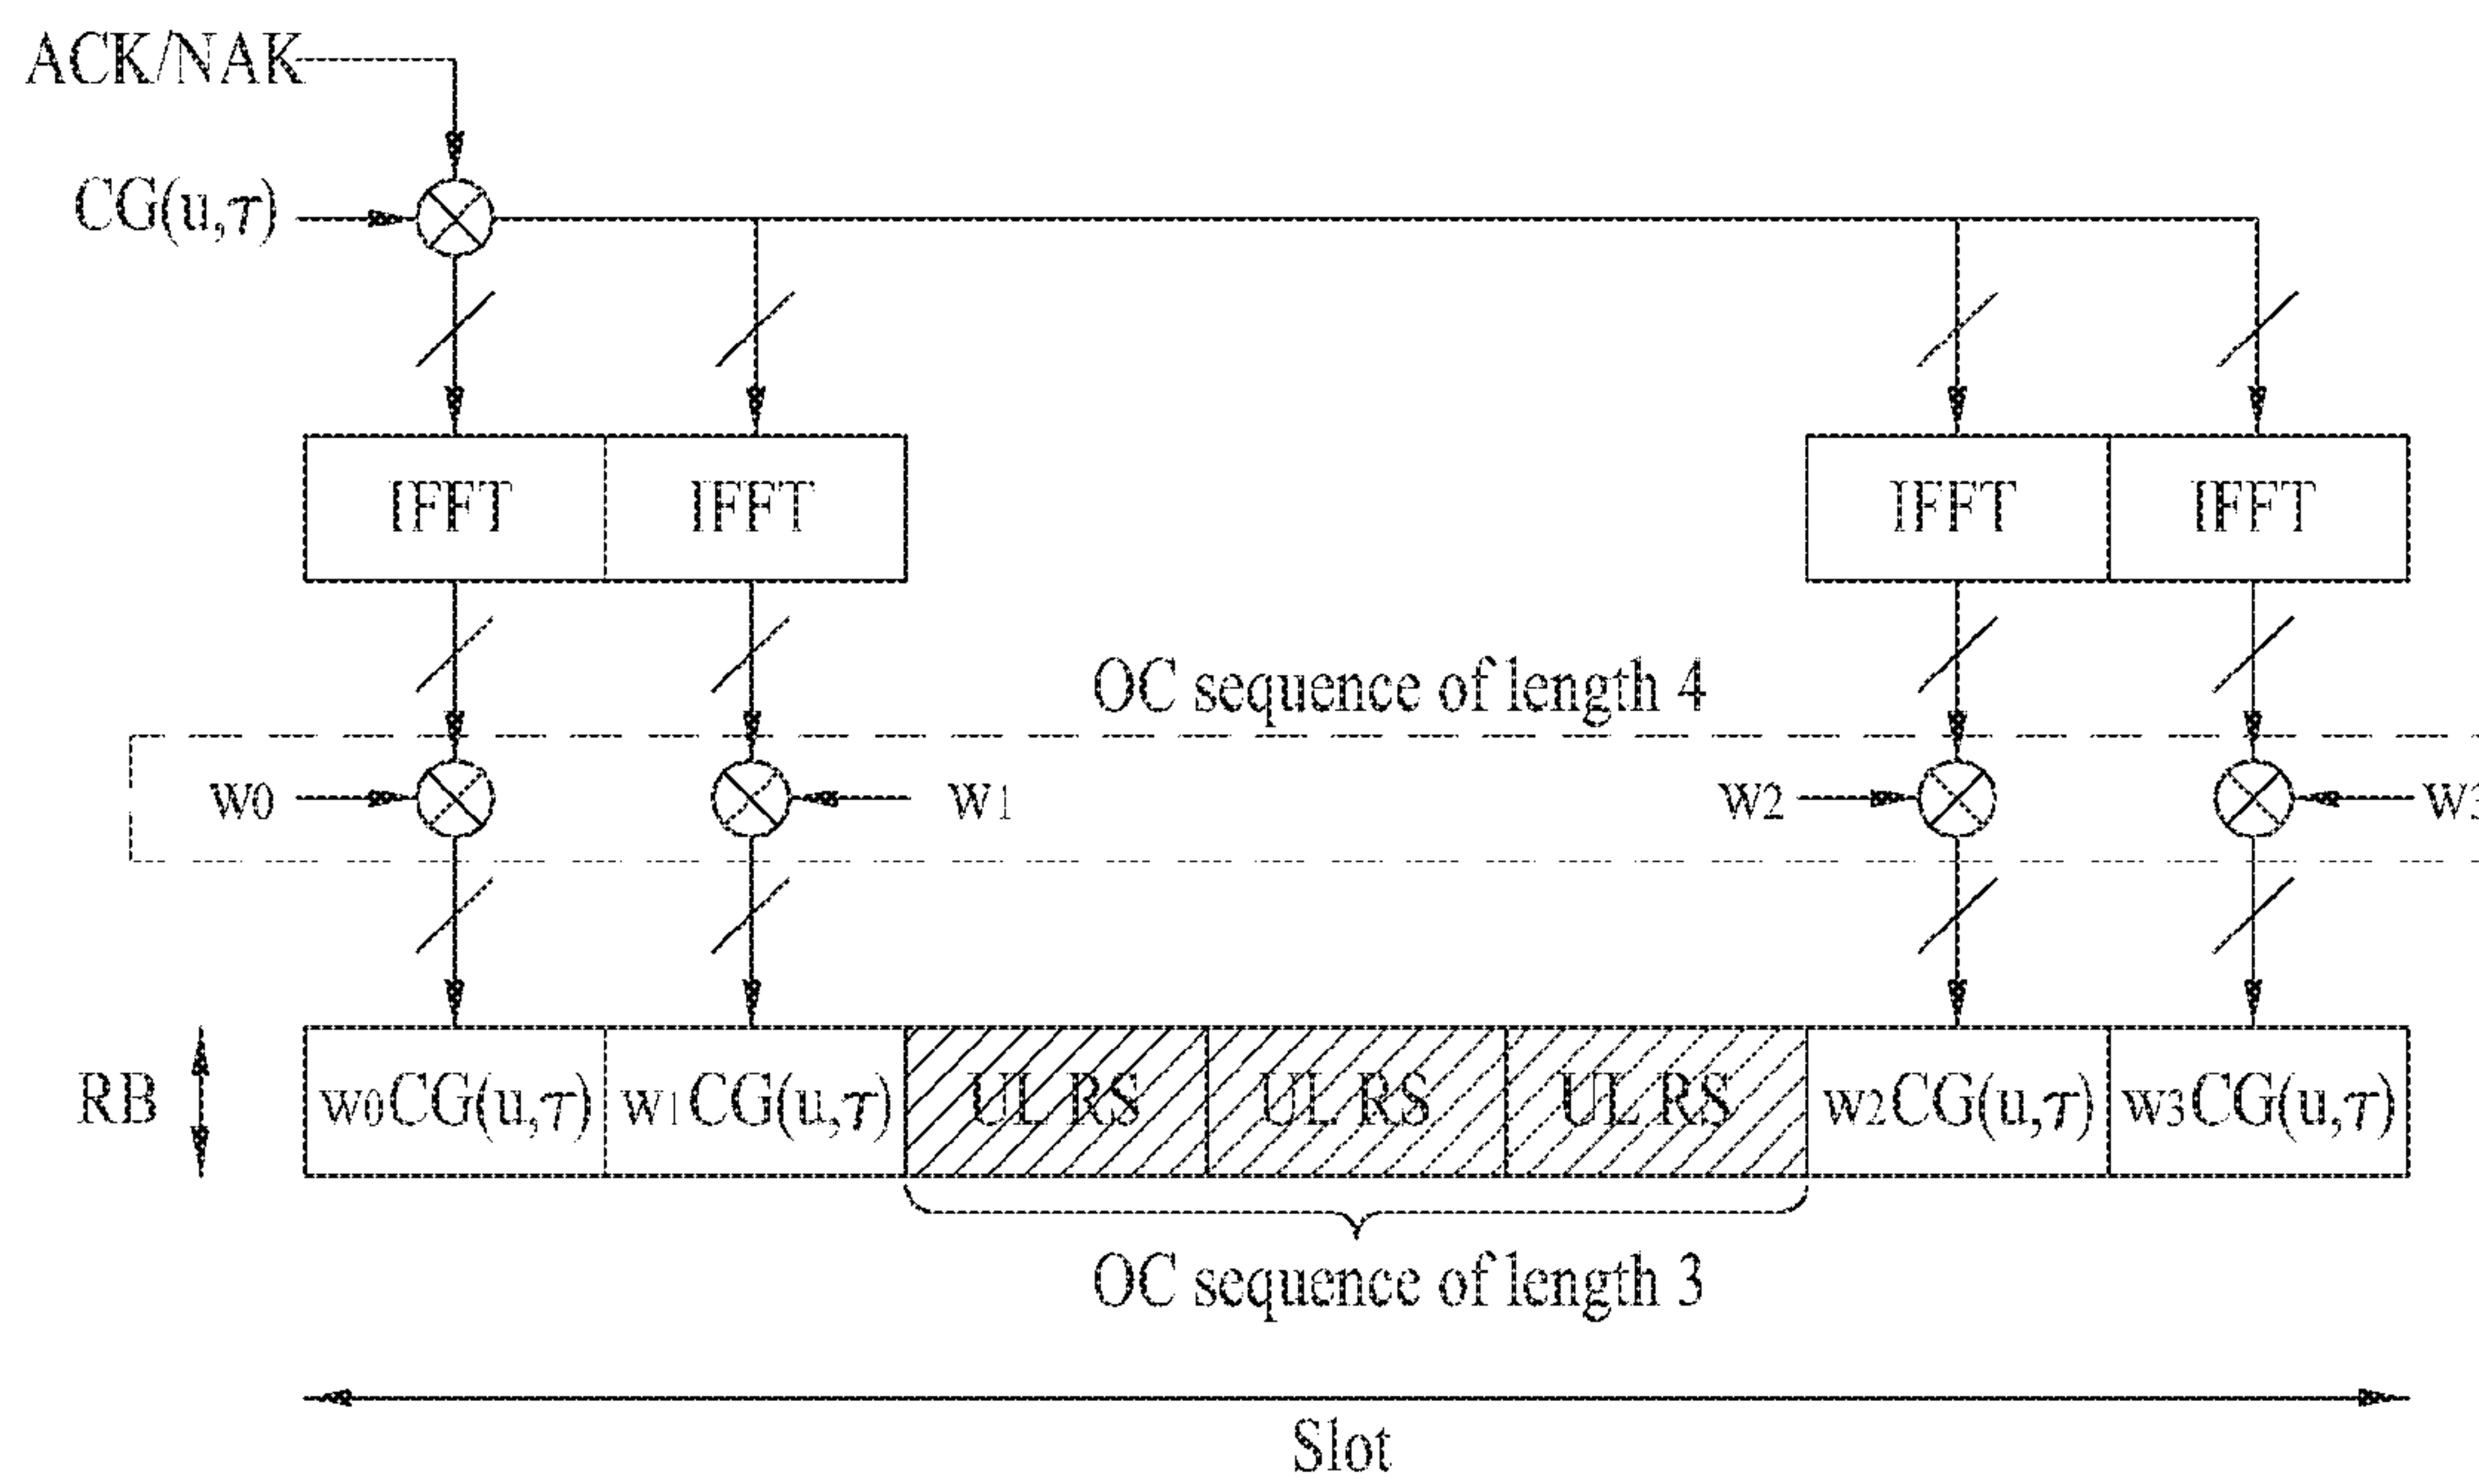 ACK/NAK
CG(u,τ)
IFFT IFFT IFFT IFFT
OC sequence of length 4
w0 w1 w2 w3
RB w0CG(u,τ) w1CG(u,τ) UL RS UL RS UL RS w2CG(u,τ) w3CG(u,τ)
OC sequence of length 3
Slot